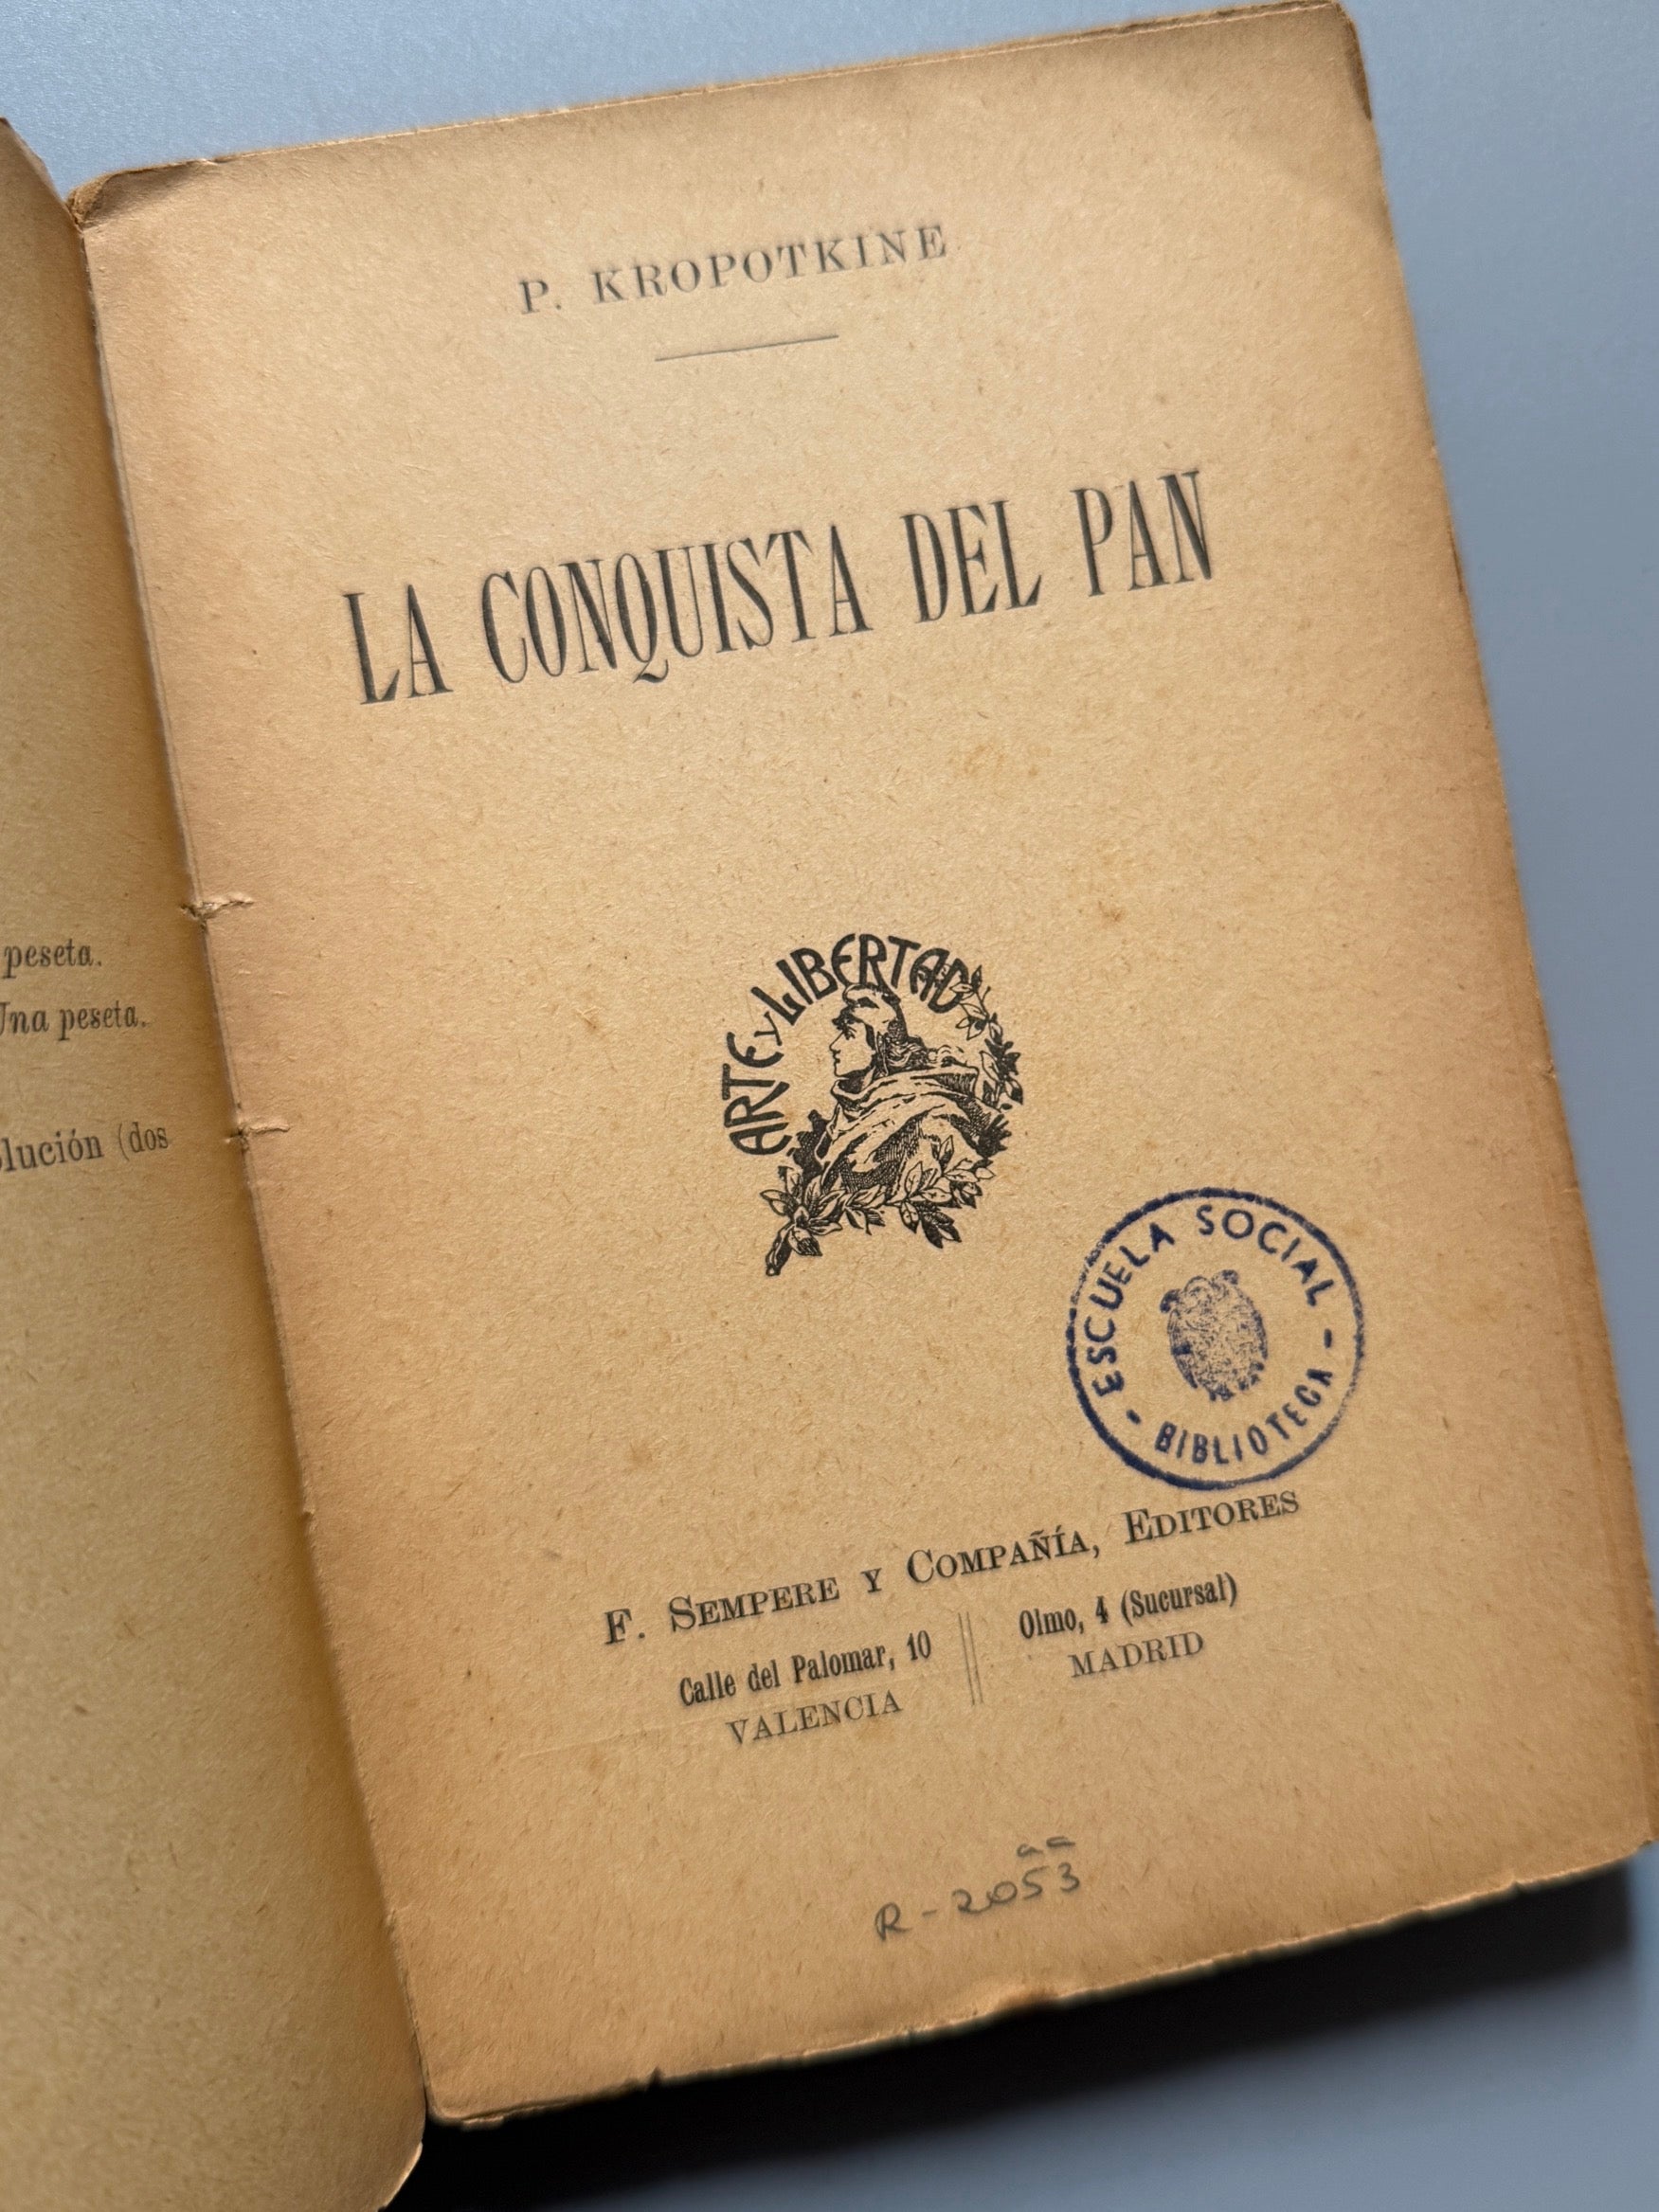 peseta.
Una peseta.
olución (dos
P. KROPOTKINE
LA CONQUISTA DEL PAN
ARTE y LIBERTAD
ESCUELA SOCIAL
- BIBLIOTECA -
F. SEMPERE Y COMPAÑÍA, EDITORES
Calle del Palomar, 10
VALENCIA
Olmo, 4 (Sucursal)
MADRID
R-2053